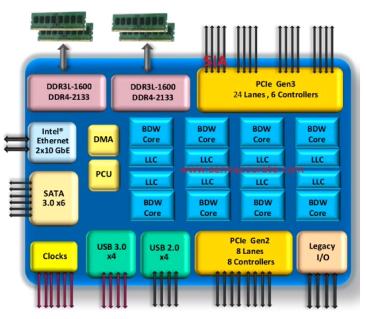 S|A
DDR3L-1600
DDR4-2133
DDR3L-1600
DDR4-2133
PCIe Gen3
24 Lanes , 6 Controllers
Intel®
Ethernet
2x10 GbE
DMA
PCU
BDW
Core
BDW
Core
BDW
Core
BDW
Core
LLC
LLC
LLC
LLC
LLC
LLC
LLC
LLC
BDW
Core
BDW
Core
BDW
Core
BDW
Core
SATA
3.0 x6
Clocks
USB 3.0
x4
USB 2.0
x4
PCIe Gen2
8 Lanes
8 Controllers
Legacy
I/O